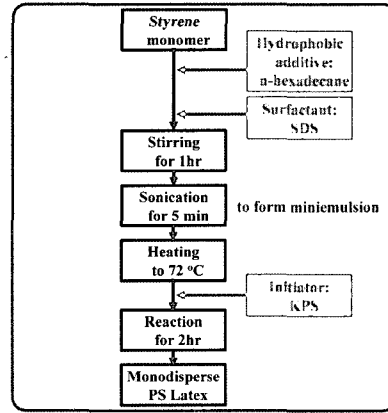 Styrene
monomer
Hydrophobic
additive:
n-hexadecane
Surfactant:
SDS
Stirring
for 1hr
Sonication
for 5 min
to form miniemulsion
Heating
to 72 °C
Initiator:
KPS
Reaction
for 2hr
Monodisperse
PS Latex